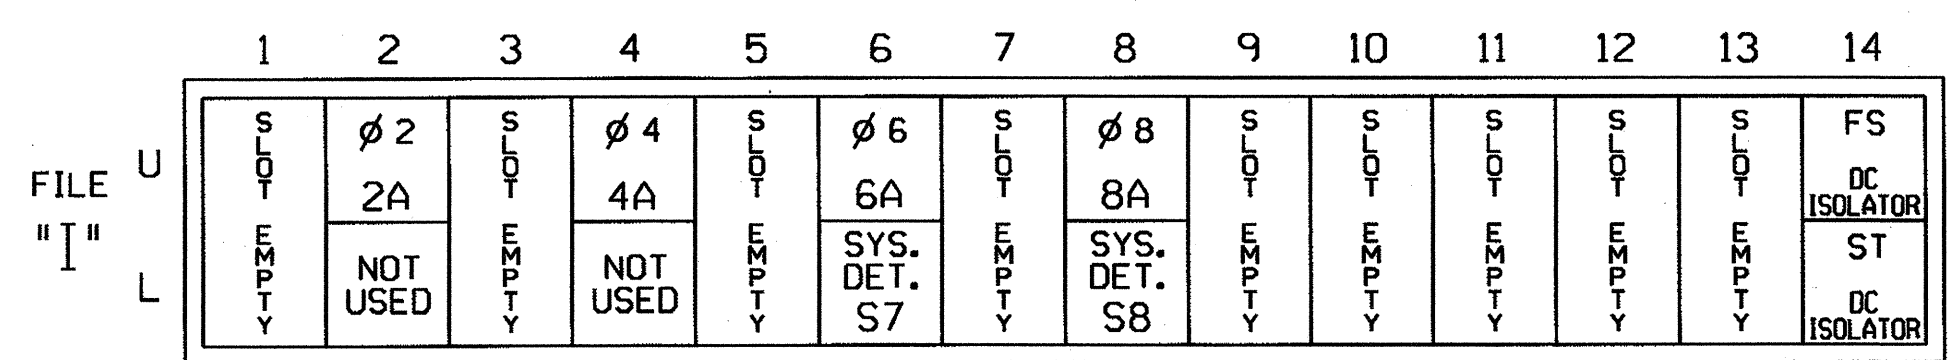 1 2 3 4 5 6 7 8 9 10 11 12 13 14
FILE
"I"
U
L
SLOT EMPTY
Ø 2
2A
NOT
USED
SLOT EMPTY
Ø 4
4A
NOT
USED
SLOT EMPTY
Ø 6
6A
SYS.
DET.
S7
SLOT EMPTY
Ø 8
8A
SYS.
DET.
S8
SLOT EMPTY
SLOT EMPTY
SLOT EMPTY
SLOT EMPTY
SLOT EMPTY
FS
DC
ISOLATOR
ST
DC
ISOLATOR